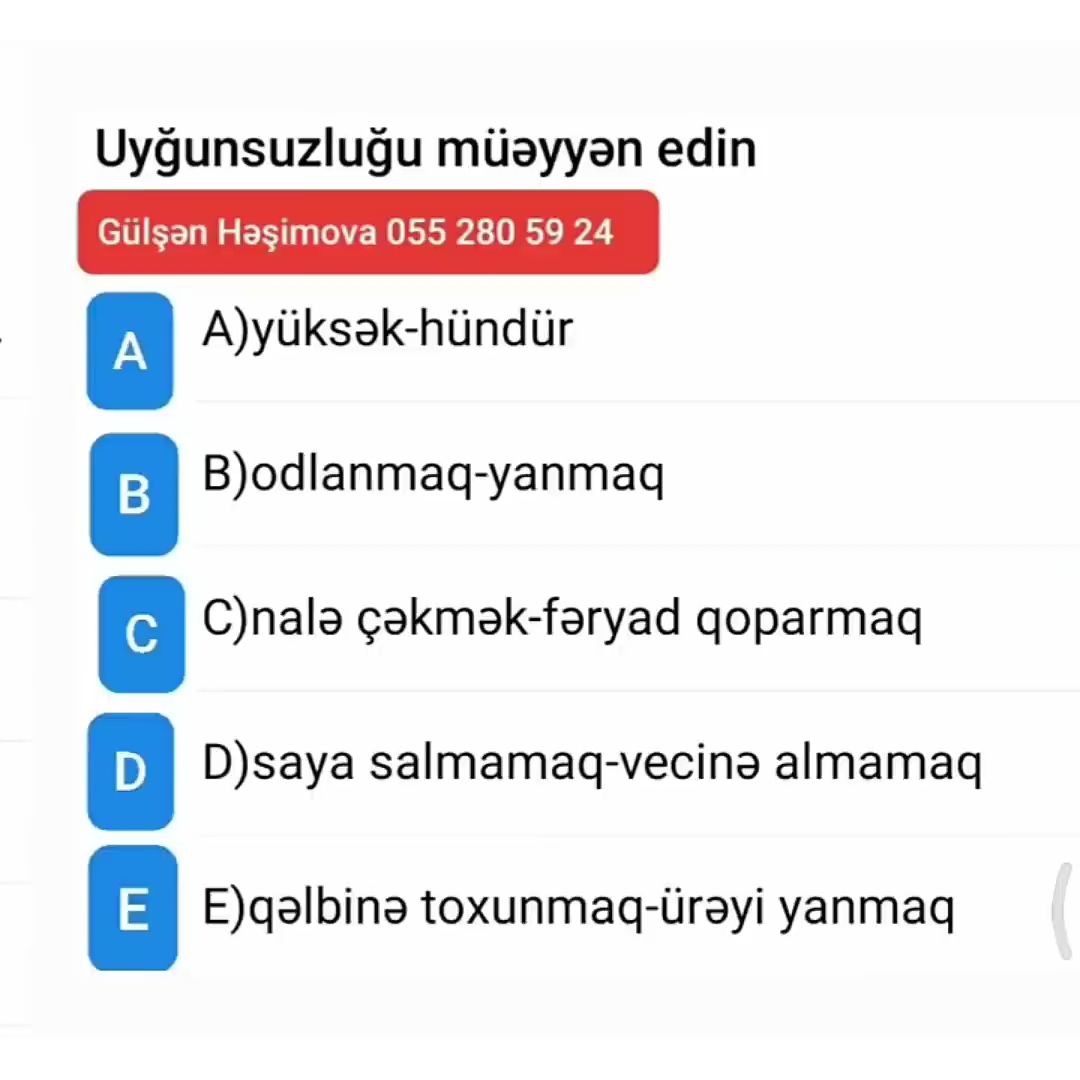 Uyğunsuzluğu müəyyən edin
Gülşən Həşimova 055 280 59 24
A A)yüksək-hündür
B B)odlanmaq-yanmaq
C C)nalə çəkmək-fəryad qoparmaq
D D)saya salmamaq-vecinə almamaq
E E)qəlbinə toxunmaq-ürəyi yanmaq